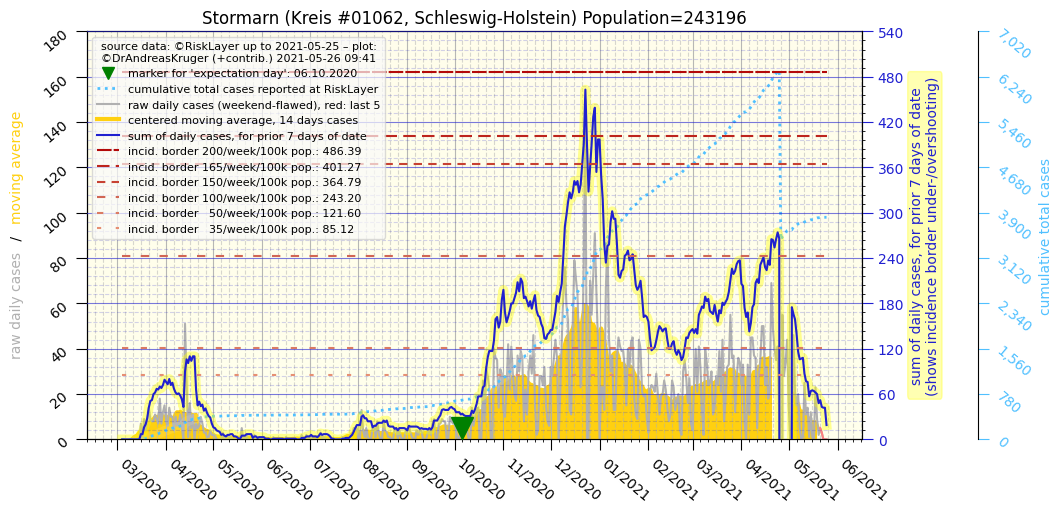 Stormarn (Kreis #01062, Schleswig-Holstein) Population=243196
source data: ©RiskLayer up to 2021-05-25 – plot:
©DrAndreasKruger (+contrib.) 2021-05-26 09:41
marker for 'expectation day': 06.10.2020
cumulative total cases reported at RiskLayer
raw daily cases (weekend-flawed), red: last 5
centered moving average, 14 days cases
sum of daily cases, for prior 7 days of date
incid. border 200/week/100k pop.: 486.39
incid. border 165/week/100k pop.: 401.27
incid. border 150/week/100k pop.: 364.79
incid. border 100/week/100k pop.: 243.20
incid. border 50/week/100k pop.: 121.60
incid. border 35/week/100k pop.: 85.12
raw daily cases / moving average
180
160
140
120
100
80
60
40
20
0
03/2020
04/2020
05/2020
06/2020
07/2020
08/2020
09/2020
10/2020
11/2020
12/2020
01/2021
02/2021
03/2021
04/2021
05/2021
06/2021
540
480
420
360
300
240
180
120
60
0
sum of daily cases, for prior 7 days of date
(shows incidence border under-/overshooting)
7,020
6,240
5,460
4,680
3,900
3,120
2,340
1,560
780
0
cumulative total cases